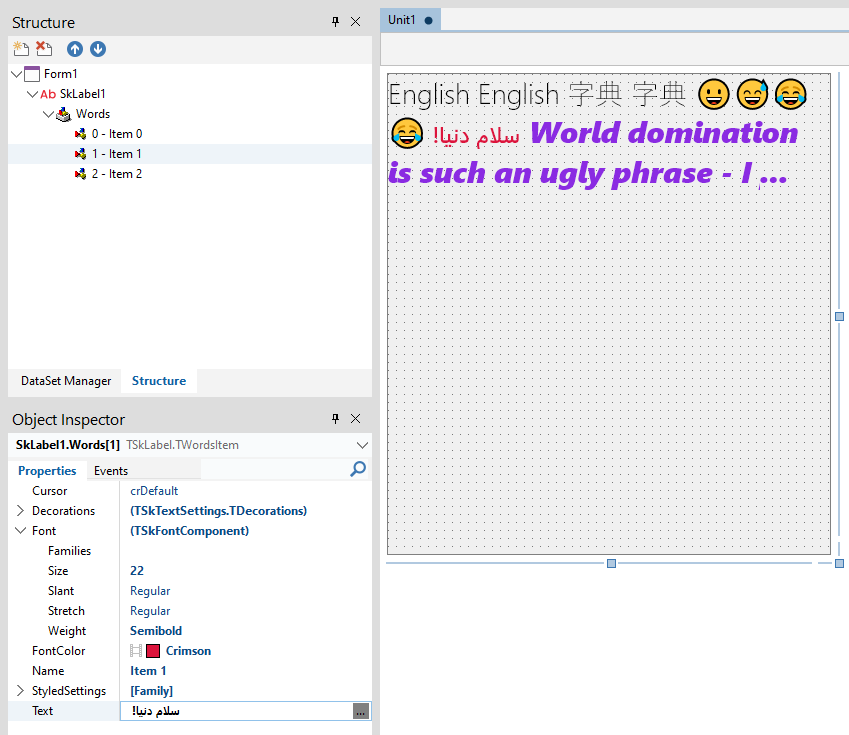 Structure
Form1
Ab SkLabel1
Words
0 - Item 0
1 - Item 1
2 - Item 2
DataSet Manager Structure
Object Inspector
SkLabel1.Words[1] TSkLabel.TWordsItem
Properties Events
Cursor crDefault
Decorations (TSkTextSettings.TDecorations)
Font (TSkFontComponent)
Families
Size 22
Slant Regular
Stretch Regular
Weight Semibold
FontColor Crimson
Name Item 1
StyledSettings [Family]
Text سلام دنیا!
...
Unit1
English English 字典 字典 😀😅😂
😂 سلام دنیا! World domination
is such an ugly phrase - I ...